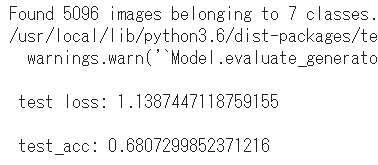 Found 5096 images belonging to 7 classes.
/usr/local/lib/python3.6/dist-packages/te
warnings.warn('`Model.evaluate_generato
test loss: 1.1387447118759155
test_acc: 0.6807299852371216